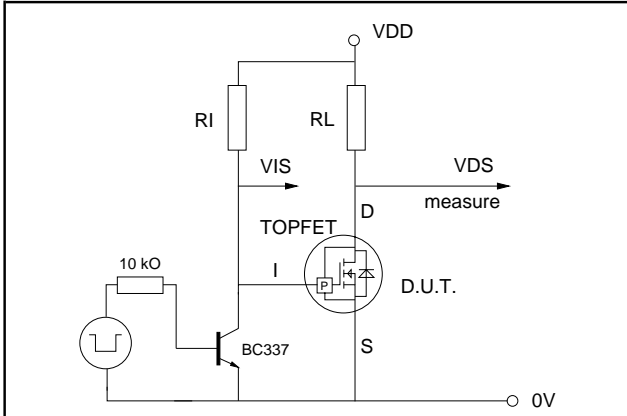 VDD
RI
RL
VIS
VDS
measure
D
TOPFET
10 kO
I
P
D.U.T.
BC337
S
0V